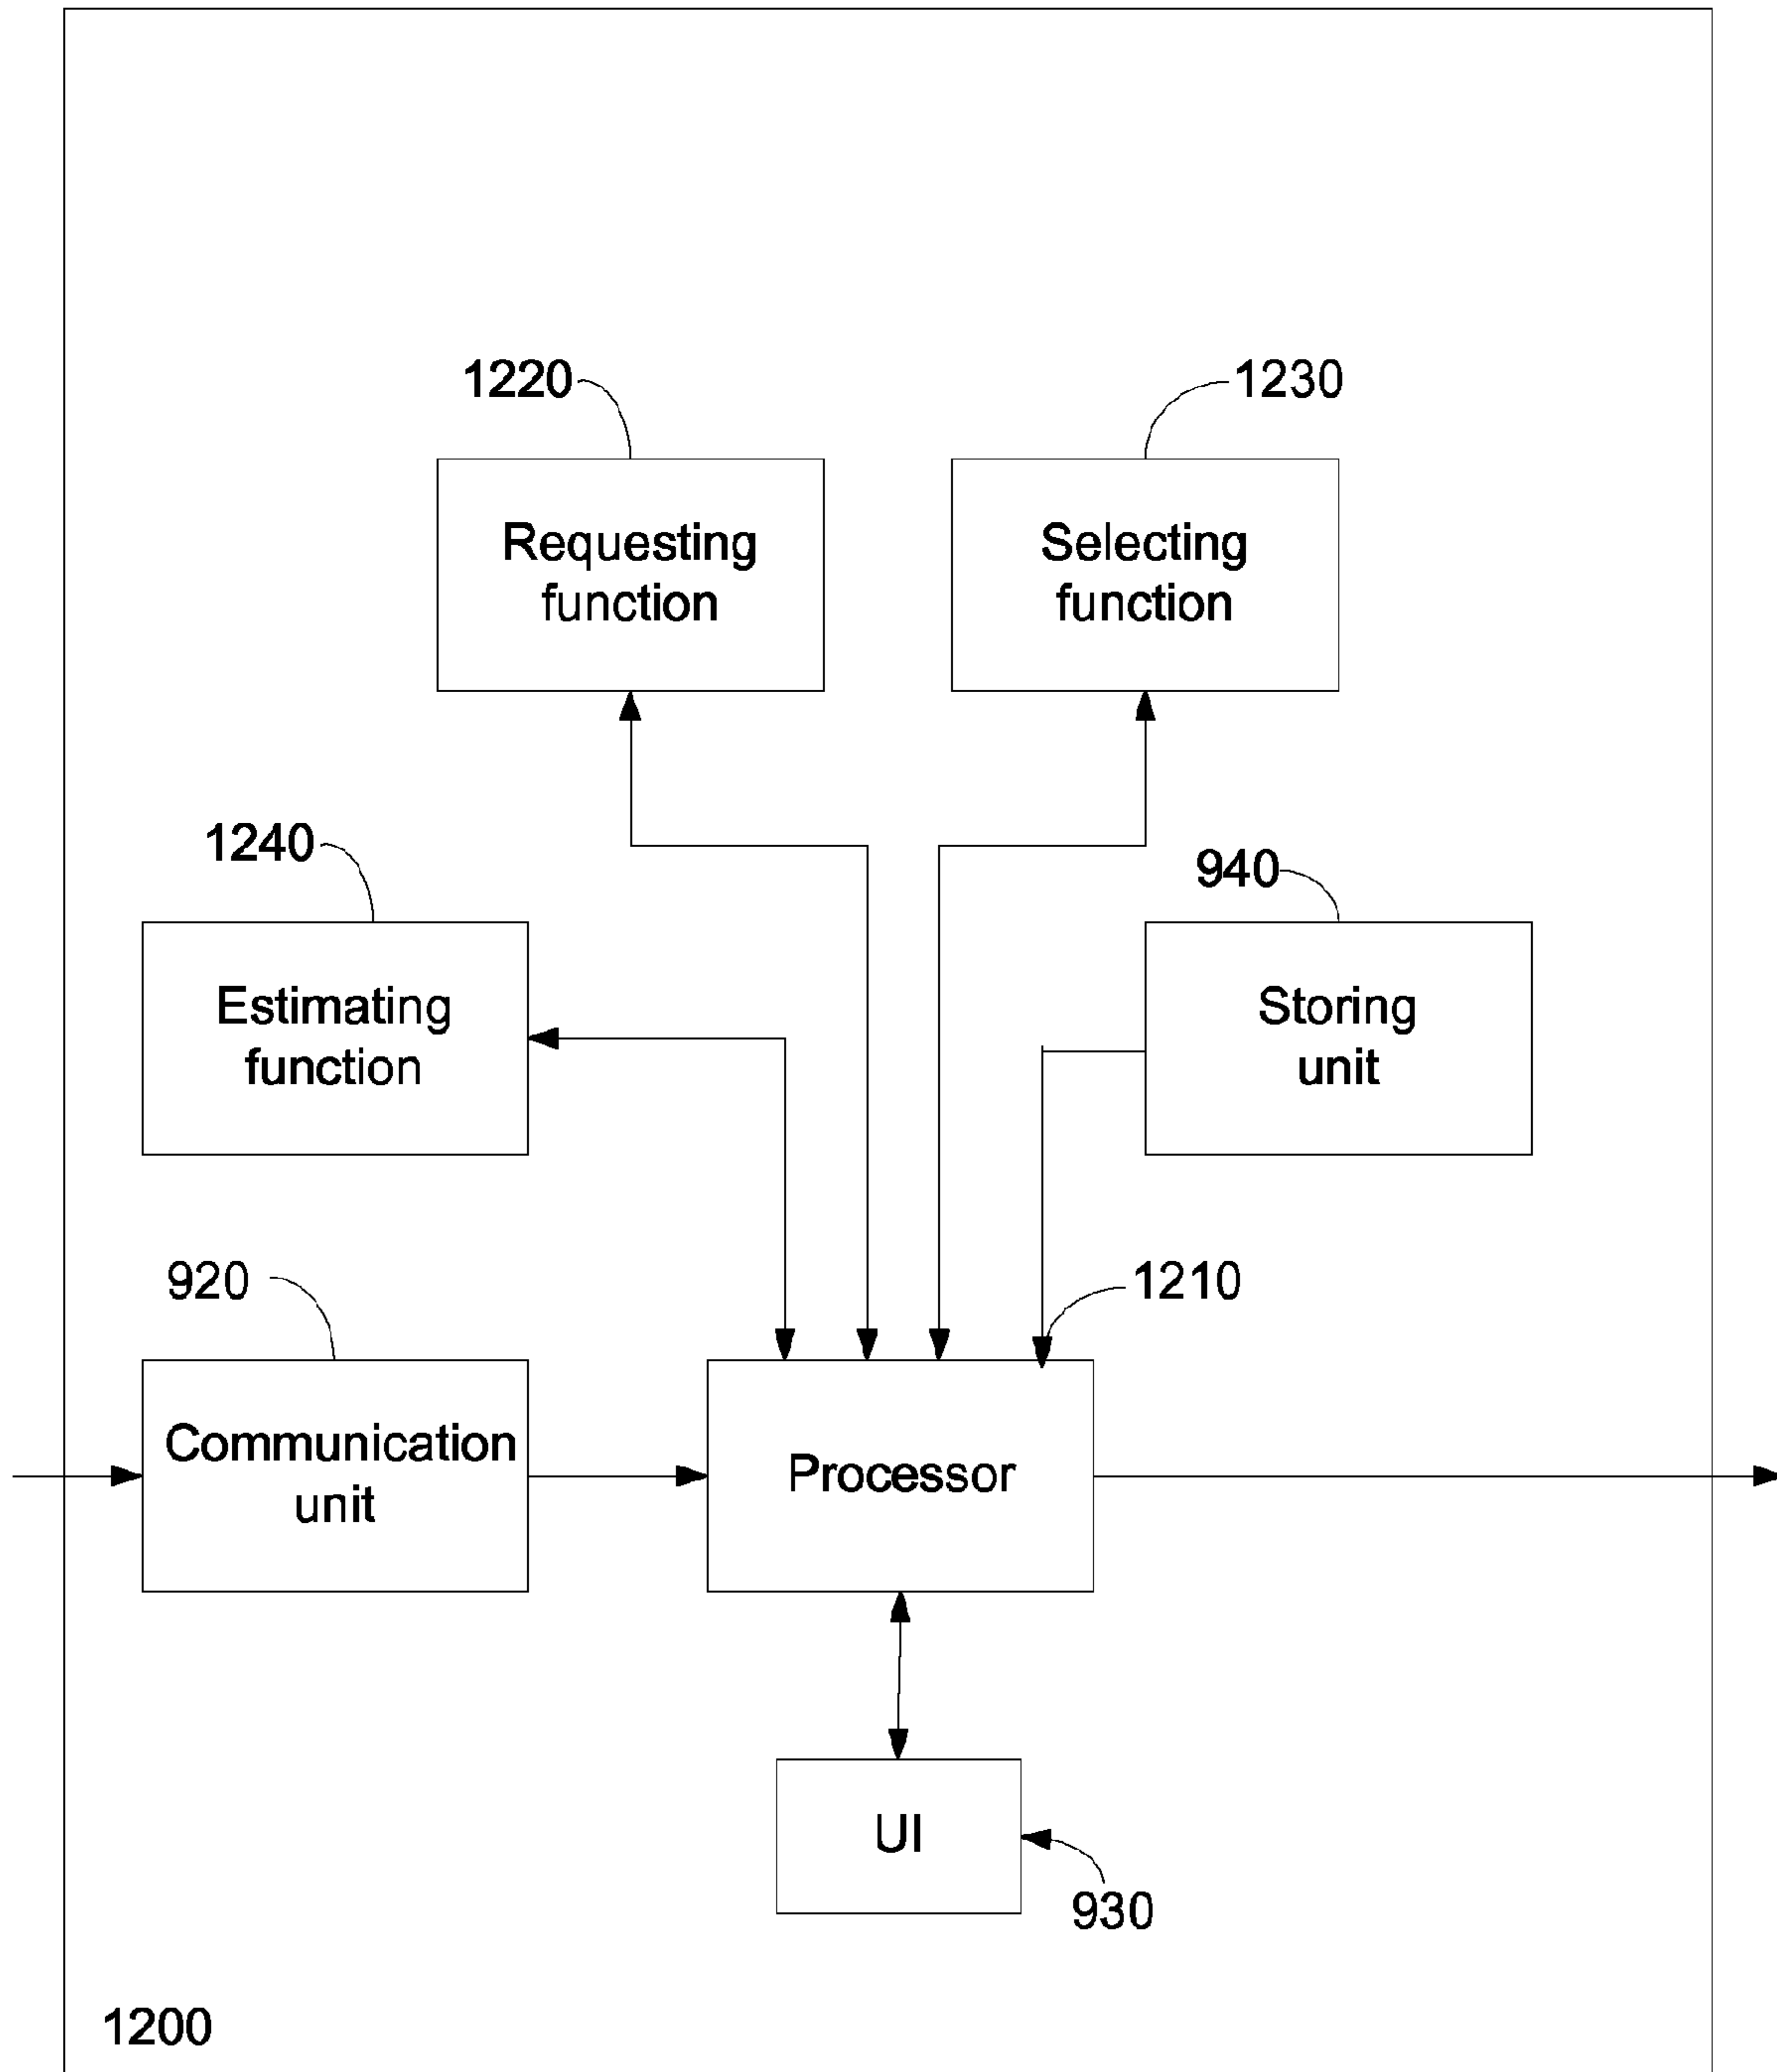 1220
1230
Requesting
function
Selecting
function
1240
940
Estimating
function
Storing
unit
920
1210
Communication
unit
Processor
UI
930
1200